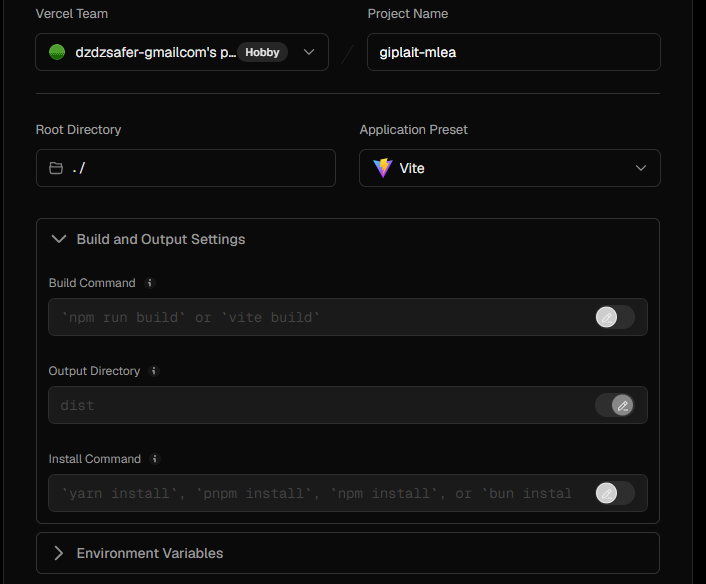 Vercel Team
Project Name
dzdzsafer-gmailcom's p... Hobby
giplait-mlea
Root Directory
Application Preset
./
Vite
Build and Output Settings
Build Command
`npm run build` or `vite build`
Output Directory
dist
Install Command
`yarn install`, `pnpm install`, `npm install`, or `bun instal
Environment Variables